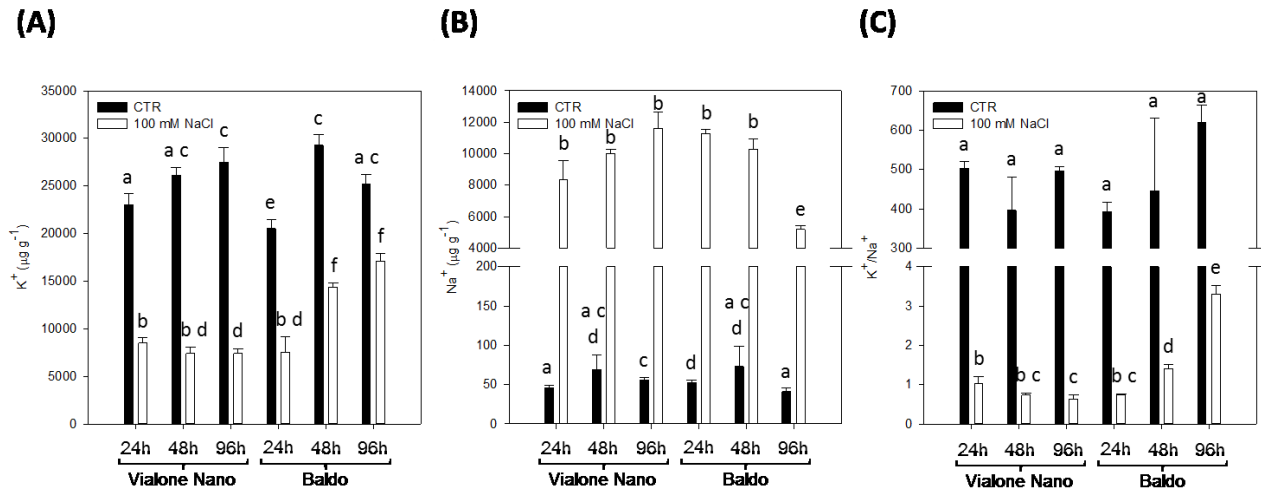 (A)
35000
30000
25000
20000
15000
10000
5000
0
K+ (μg g-1)
CTR
100 mM NaCl
a
b
a c
b d
c
d
e
b d
c
f
a c
f
24h 48h 96h 24h 48h 96h
Vialone Nano Baldo
(B)
14000
12000
10000
8000
6000
4000
200
150
100
50
0
Na+ (μg g-1)
CTR
100 mM NaCl
b
b
b
b
b
e
a
a c
d
c
d
a c
d
a
24h 48h 96h 24h 48h 96h
Vialone Nano Baldo
(C)
700
600
500
400
300
4
3
2
1
0
K+/Na+
CTR
100 mM NaCl
a
a
a
a
a
a
b
b c
c
b c
d
e
24h 48h 96h 24h 48h 96h
Vialone Nano Baldo